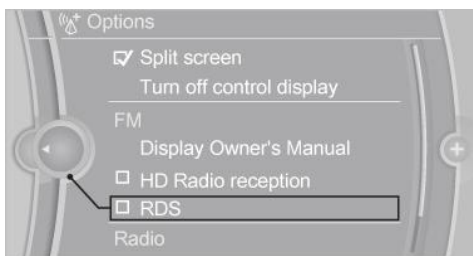 Options
Split screen
Turn off control display
FM
Display Owner's Manual
HD Radio reception
RDS
Radio